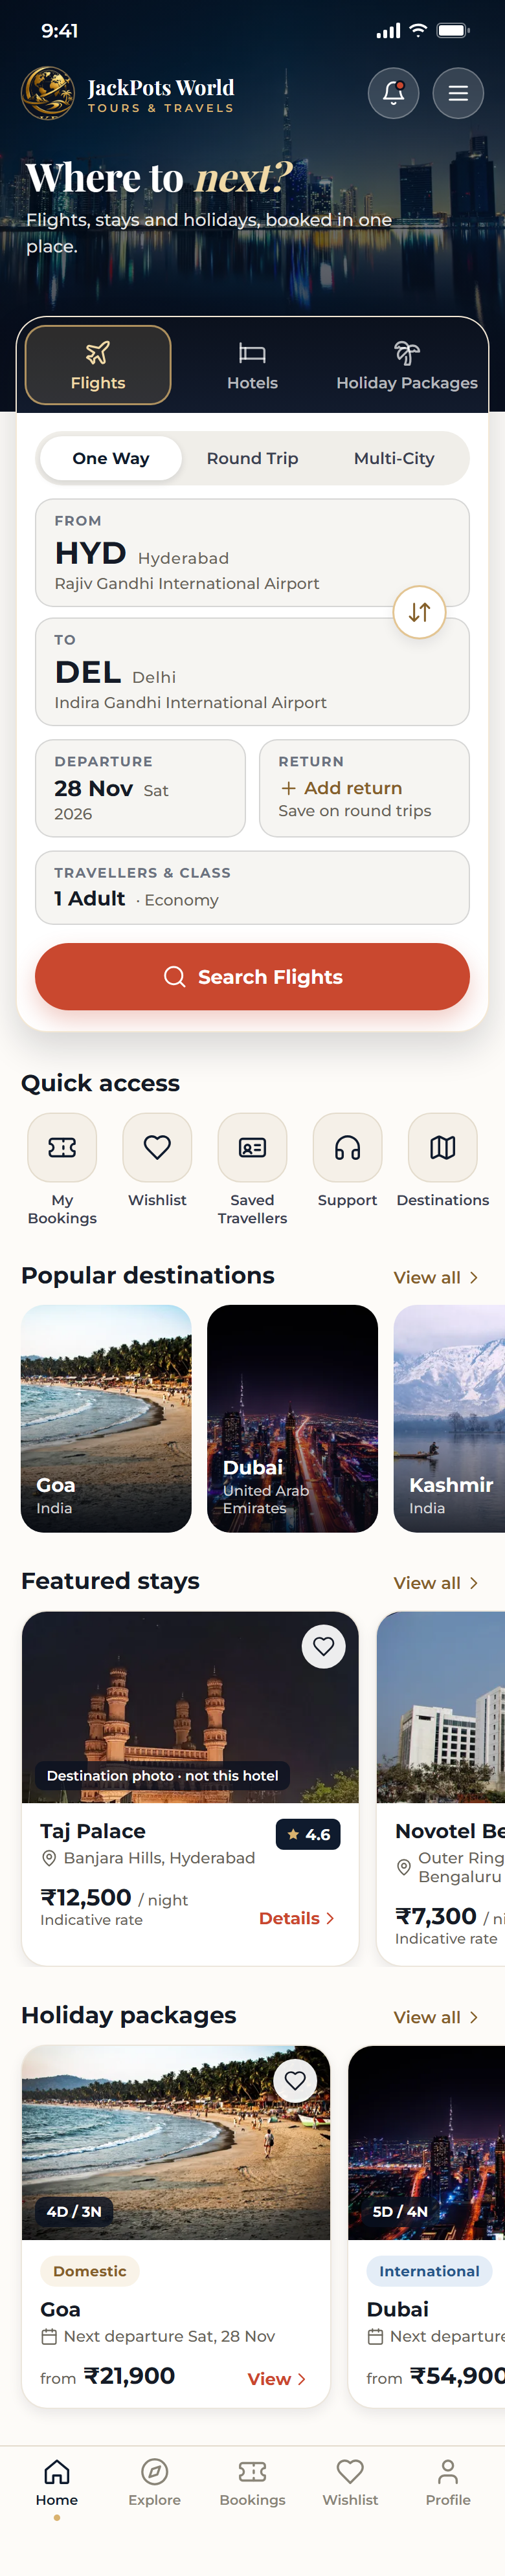 9:41
JackPots World
TOURS & TRAVELS
Where to next?
Flights, stays and holidays, booked in one
place.
Flights
Hotels
Holiday Packages
One Way
Round Trip
Multi-City
FROM
HYD Hyderabad
Rajiv Gandhi International Airport
TO
DEL Delhi
Indira Gandhi International Airport
DEPARTURE
28 Nov Sat
2026
RETURN
+ Add return
Save on round trips
TRAVELLERS & CLASS
1 Adult · Economy
Search Flights
Quick access
My
Bookings
Wishlist
Saved
Travellers
Support
Destinations
Popular destinations
View all
Goa
India
Dubai
United Arab
Emirates
Kashmir
India
Featured stays
View all
Destination photo · not this hotel
Taj Palace
4.6
Banjara Hills, Hyderabad
₹12,500 / night
Indicative rate
Details
Novotel Be
Outer Ring
Bengaluru
₹7,300 / ni
Indicative rate
Holiday packages
View all
4D / 3N
Domestic
Goa
Next departure Sat, 28 Nov
from ₹21,900
View
5D / 4N
International
Dubai
Next departure
from ₹54,900
Home
Explore
Bookings
Wishlist
Profile